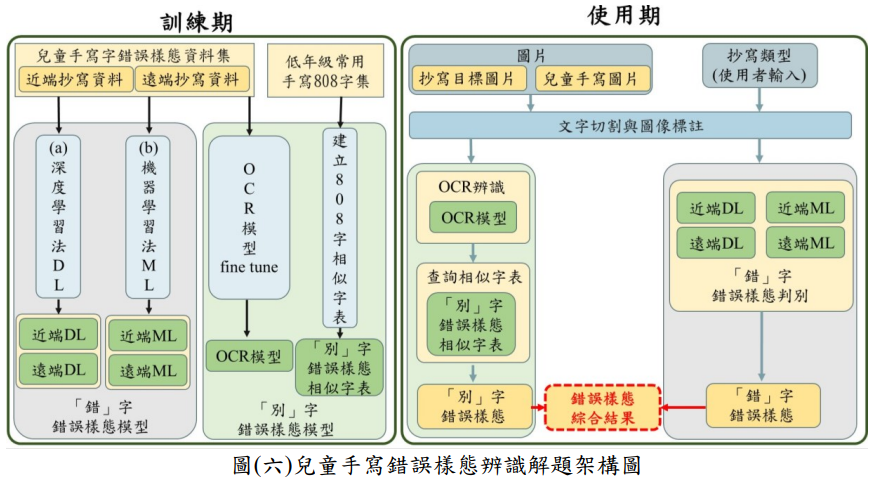 訓練期
兒童手寫字錯誤樣態資料集
近端抄寫資料
遠端抄寫資料
低年級常用
手寫808字集
(a)
深
度
學
習
法
D
L
(b)
機
器
學
習
法
M
L
O
C
R
模
型
fine tune
建
立
8
0
8
字
相
似
字
表
近端DL
遠端DL
近端ML
遠端ML
「錯」字
錯誤樣態模型
OCR模型
「別」字
錯誤樣態
相似字表
「別」字
錯誤樣態模型
使用期
圖片
抄寫目標圖片
兒童手寫圖片
抄寫類型
(使用者輸入)
文字切割與圖像標註
OCR辨識
OCR模型
查詢相似字表
「別」字
錯誤樣態
相似字表
「別」字
錯誤樣態
近端DL
近端ML
遠端DL
遠端ML
「錯」字
錯誤樣態判別
「錯」字
錯誤樣態
錯誤樣態
綜合結果
圖(六)兒童手寫錯誤樣態辨識解題架構圖